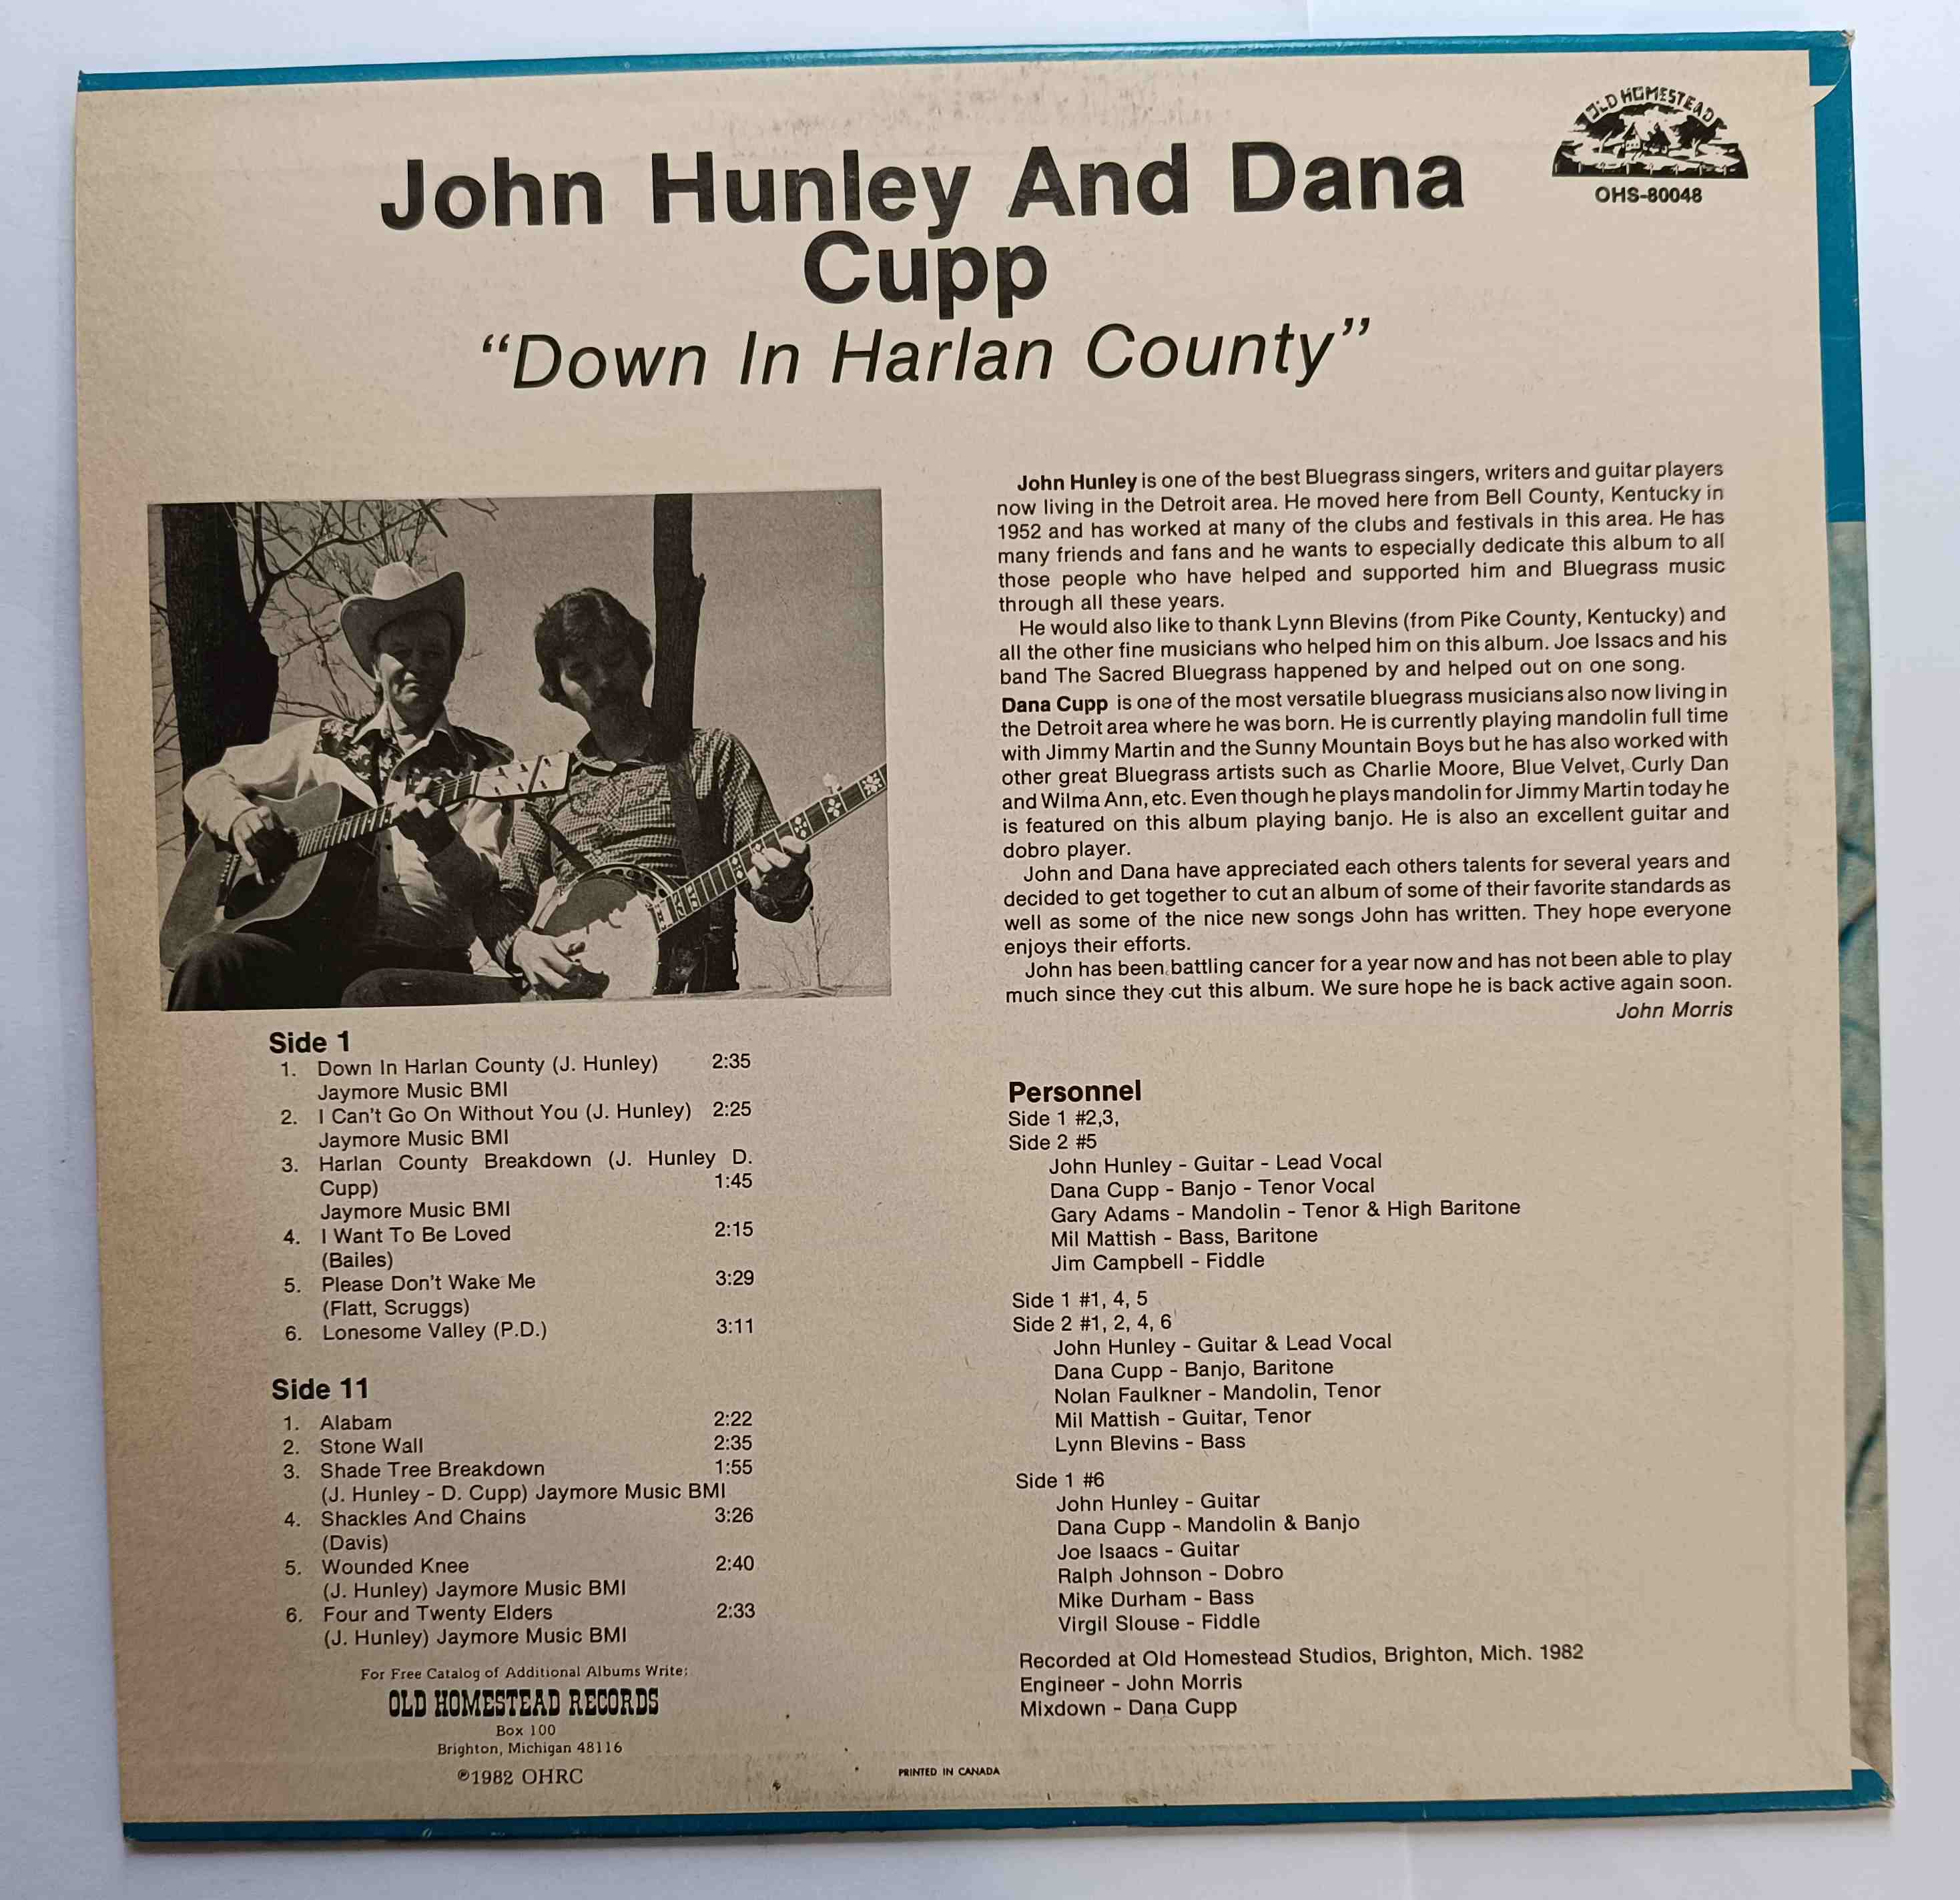 OLD HOMESTEAD
OHS-80048
John Hunley And Dana
Cupp
“Down In Harlan County”
John Hunley is one of the best Bluegrass singers, writers and guitar players
now living in the Detroit area. He moved here from Bell County, Kentucky in
1952 and has worked at many of the clubs and festivals in this area. He has
many friends and fans and he wants to especially dedicate this album to all
those people who have helped and supported him and Bluegrass music
through all these years.
He would also like to thank Lynn Blevins (from Pike County, Kentucky) and
all the other fine musicians who helped him on this album. Joe Issacs and his
band The Sacred Bluegrass happened by and helped out on one song.
Dana Cupp is one of the most versatile bluegrass musicians also now living in
the Detroit area where he was born. He is currently playing mandolin full time
with Jimmy Martin and the Sunny Mountain Boys but he has also worked with
other great Bluegrass artists such as Charlie Moore, Blue Velvet, Curly Dan
and Wilma Ann, etc. Even though he plays mandolin for Jimmy Martin today he
is featured on this album playing banjo. He is also an excellent guitar and
dobro player.
John and Dana have appreciated each others talents for several years and
decided to get together to cut an album of some of their favorite standards as
well as some of the nice new songs John has written. They hope everyone
enjoys their efforts.
John has been battling cancer for a year now and has not been able to play
much since they cut this album. We sure hope he is back active again soon.
John Morris
Side 1
1. Down In Harlan County (J. Hunley) 2:35
Jaymore Music BMI
2. I Can't Go On Without You (J. Hunley) 2:25
Jaymore Music BMI
3. Harlan County Breakdown (J. Hunley D.
Cupp) 1:45
Jaymore Music BMI
4. I Want To Be Loved 2:15
(Bailes)
5. Please Don't Wake Me 3:29
(Flatt, Scruggs)
6. Lonesome Valley (P.D.) 3:11
Side 11
1. Alabam 2:22
2. Stone Wall 2:35
3. Shade Tree Breakdown 1:55
(J. Hunley - D. Cupp) Jaymore Music BMI
4. Shackles And Chains 3:26
(Davis)
5. Wounded Knee 2:40
(J. Hunley) Jaymore Music BMI
6. Four and Twenty Elders 2:33
(J. Hunley) Jaymore Music BMI
For Free Catalog of Additional Albums Write:
OLD HOMESTEAD RECORDS
Box 100
Brighton, Michigan 48116
℗1982 OHRC
Personnel
Side 1 #2,3,
Side 2 #5
John Hunley - Guitar - Lead Vocal
Dana Cupp - Banjo - Tenor Vocal
Gary Adams - Mandolin - Tenor & High Baritone
Mil Mattish - Bass, Baritone
Jim Campbell - Fiddle
Side 1 #1, 4, 5
Side 2 #1, 2, 4, 6
John Hunley - Guitar & Lead Vocal
Dana Cupp - Banjo, Baritone
Nolan Faulkner - Mandolin, Tenor
Mil Mattish - Guitar, Tenor
Lynn Blevins - Bass
Side 1 #6
John Hunley - Guitar
Dana Cupp - Mandolin & Banjo
Joe Isaacs - Guitar
Ralph Johnson - Dobro
Mike Durham - Bass
Virgil Slouse - Fiddle
Recorded at Old Homestead Studios, Brighton, Mich. 1982
Engineer - John Morris
Mixdown - Dana Cupp
PRINTED IN CANADA